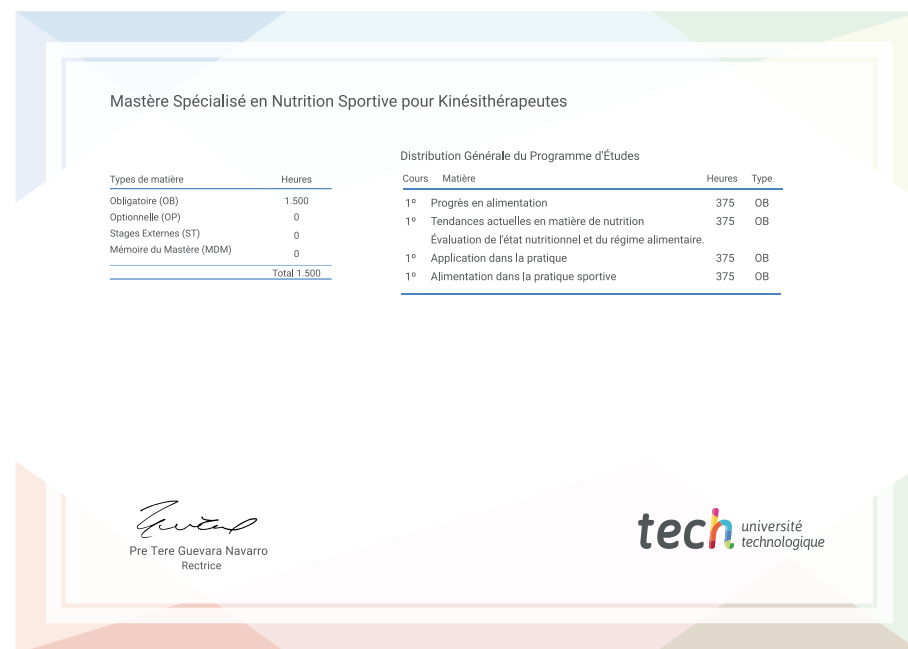 Mastère Spécialisé en Nutrition Sportive pour Kinésithérapeutes
Types de matière Heures
Obligatoire (OB) 1.500
Optionnelle (OP) 0
Stages Externes (ST) 0
Mémoire du Mastère (MDM) 0
Total 1.500
Distribution Générale du Programme d'Études
Cours Matière Heures Type
1º Progrès en alimentation 375 OB
1º Tendances actuelles en matière de nutrition 375 OB
Évaluation de l'état nutritionnel et du régime alimentaire.
1º Application dans la pratique 375 OB
1º Alimentation dans la pratique sportive 375 OB
Pre Tere Guevara Navarro
Rectrice
tech université
technologique